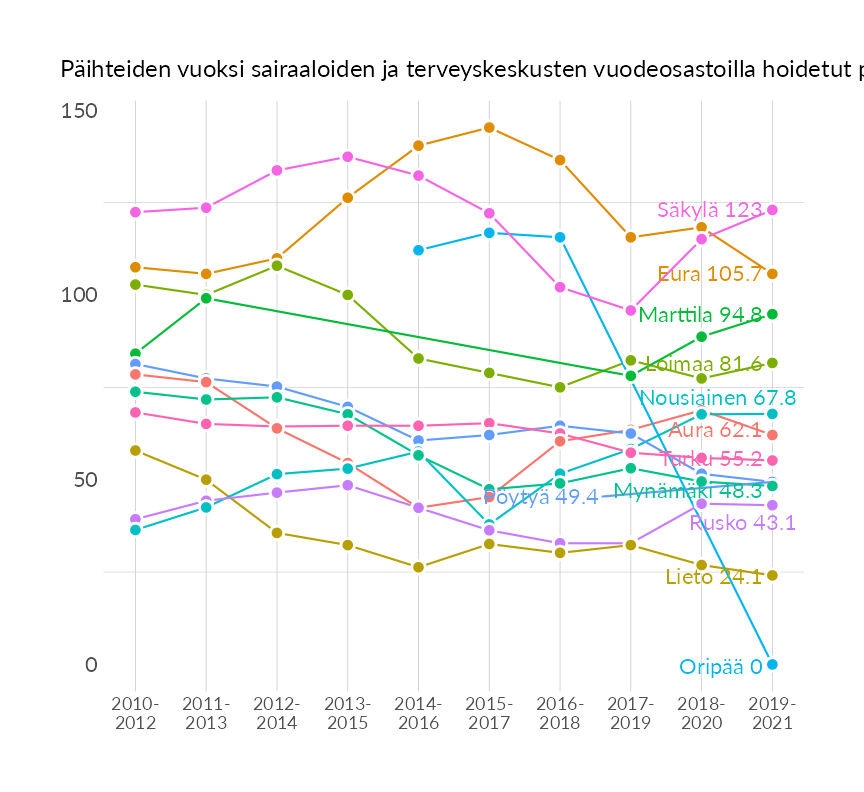 Päihteiden vuoksi sairaaloiden ja terveyskeskusten vuodeosastoilla hoidetut
150
100
50
0
Säkylä 123
Eura 105.7
Marttila 94.8
Loimaa 81.6
Nousiainen 67.8
Aura 62.1
Turku 55.2
Pöytyä 49.4
Mynämäki 48.3
Rusko 43.1
Lieto 24.1
Oripää 0
2010- 2011- 2012- 2013- 2014- 2015- 2016- 2017- 2018- 2019-
2012 2013 2014 2015 2016 2017 2018 2019 2020 2021